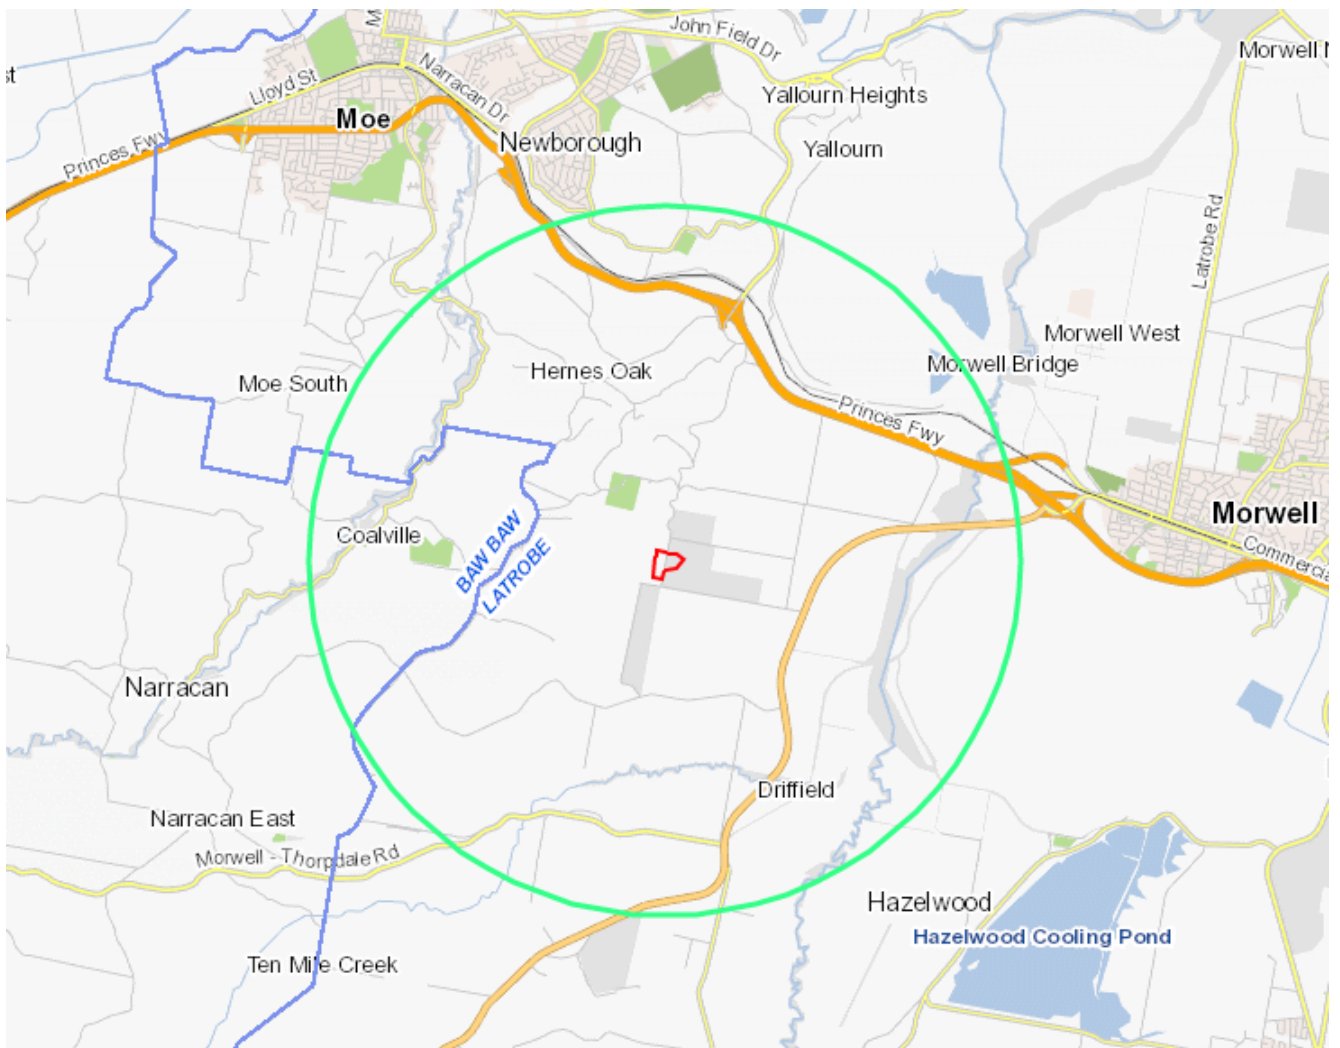 John Field Dr
Morwell N
st
Narracan Dr
Lloyd St
Yallourn Heights
Moe
Newborough
Yallourn
Princes Fwy
Latrobe Rd
Morwell West
Hernes Oak
Morwell Bridge
Moe South
Princes Fwy
Morwell
Coalville
BAW BAW
LATROBE
Commercia
Narracan
Driffield
Narracan East
Morwell - Thorpdale Rd
Hazelwood
Hazelwood Cooling Pond
Ten Mile Creek